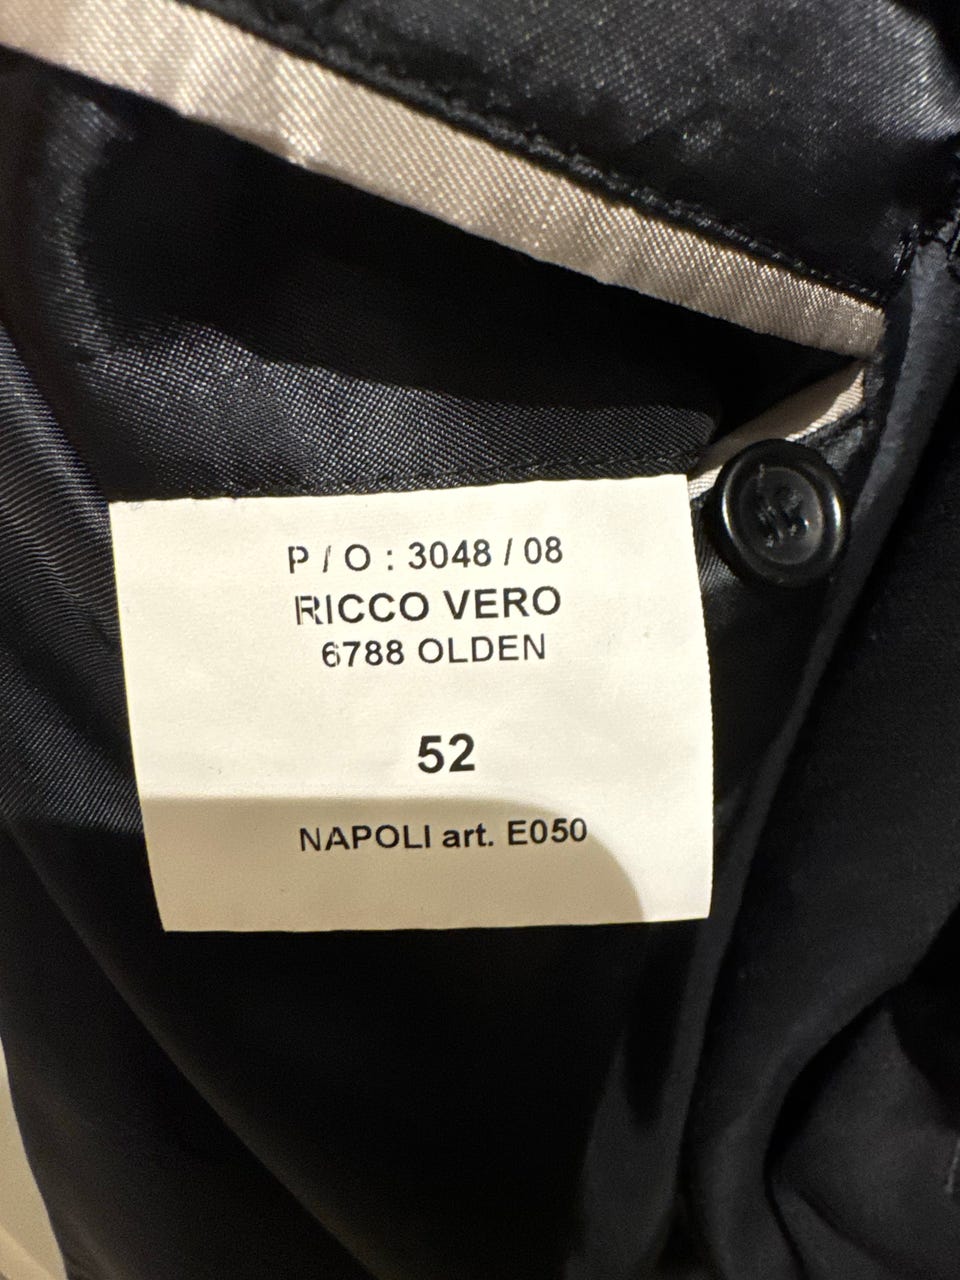 P / O : 3048 / 08
RICCO VERO
6788 OLDEN
52
NAPOLI art. E050